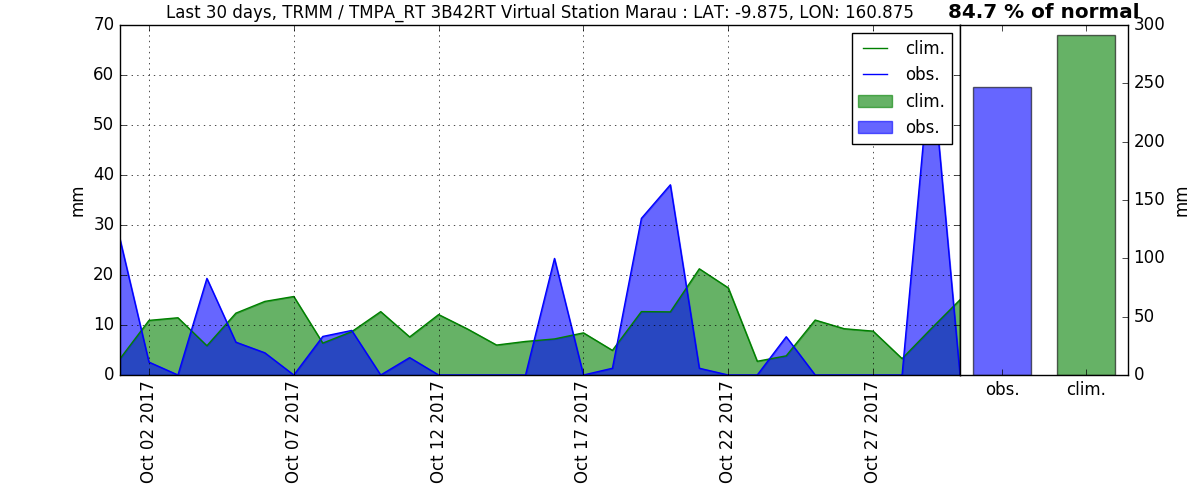 Last 30 days, TRMM / TMPA_RT 3B42RT Virtual Station Marau : LAT: -9.875, LON: 160.875
84.7 % of normal
70
60
50
40
30
20
10
0
mm
clim.
obs.
clim.
obs.
Oct 02 2017
Oct 07 2017
Oct 12 2017
Oct 17 2017
Oct 22 2017
Oct 27 2017
300
250
200
150
100
50
0
mm
obs.
clim.